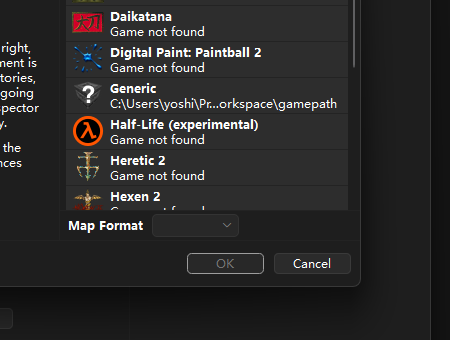 right,
ment is
tories,
going
spector
y.
the
nces
Daikatana
Game not found
Digital Paint: Paintball 2
Game not found
Generic
C:\Users\yoshi\Pr...orkspace\gamepath
Half-Life (experimental)
Game not found
Heretic 2
Game not found
Hexen 2
Map Format
OK
Cancel